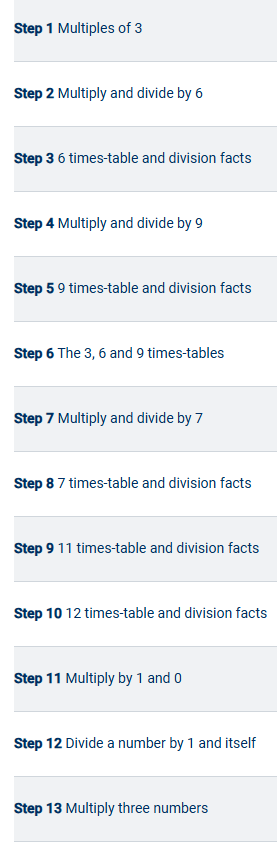 Step 1 Multiples of 3
Step 2 Multiply and divide by 6
Step 3 6 times-table and division facts
Step 4 Multiply and divide by 9
Step 5 9 times-table and division facts
Step 6 The 3, 6 and 9 times-tables
Step 7 Multiply and divide by 7
Step 8 7 times-table and division facts
Step 9 11 times-table and division facts
Step 10 12 times-table and division facts
Step 11 Multiply by 1 and 0
Step 12 Divide a number by 1 and itself
Step 13 Multiply three numbers